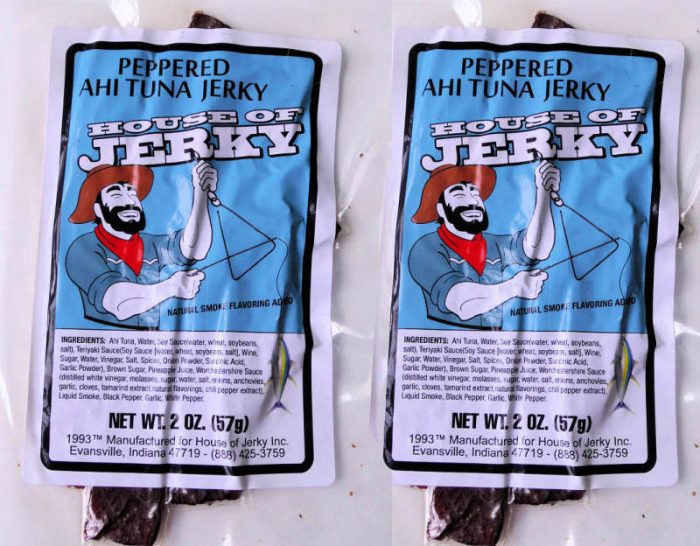 PEPPERED
AHI TUNA JERKY
HOUSE OF
JERKY
NATURAL SMOKE FLAVORING ADDED
INGREDIENTS: Ahi Tuna, Water, Soy Sauce(water, wheat, soybeans,
salt), Teriyaki Sauce(Soy Sauce [water, wheat, soybeans, salt], Wine,
Sugar, Water, Vinegar, Salt, Spices, Onion Powder, Succinic Acid,
Garlic Powder), Brown Sugar, Pineapple Juice, Worchestershire Sauce
(distilled white vinegar, molasses, sugar, water, salt, onions, anchovies,
garlic, cloves, tamarind extract, natural flavorings, chili pepper extract),
Liquid Smoke, Black Pepper, Garlic, White Pepper.
NET WT. 2 OZ. (57g)
1993™ Manufactured for House of Jerky Inc.
Evansville, Indiana 47719 - (888) 425-3759
PEPPERED
AHI TUNA JERKY
HOUSE OF
JERKY
NATURAL SMOKE FLAVORING ADDED
INGREDIENTS: Ahi Tuna, Water, Soy Sauce(water, wheat, soybeans,
salt), Teriyaki Sauce(Soy Sauce [water, wheat, soybeans, salt], Wine,
Sugar, Water, Vinegar, Salt, Spices, Onion Powder, Succinic Acid,
Garlic Powder), Brown Sugar, Pineapple Juice, Worchestershire Sauce
(distilled white vinegar, molasses, sugar, water, salt, onions, anchovies,
garlic, cloves, tamarind extract, natural flavorings, chili pepper extract),
Liquid Smoke, Black Pepper, Garlic, White Pepper.
NET WT. 2 OZ. (57g)
1993™ Manufactured for House of Jerky Inc.
Evansville, Indiana 47719 - (888) 425-3759